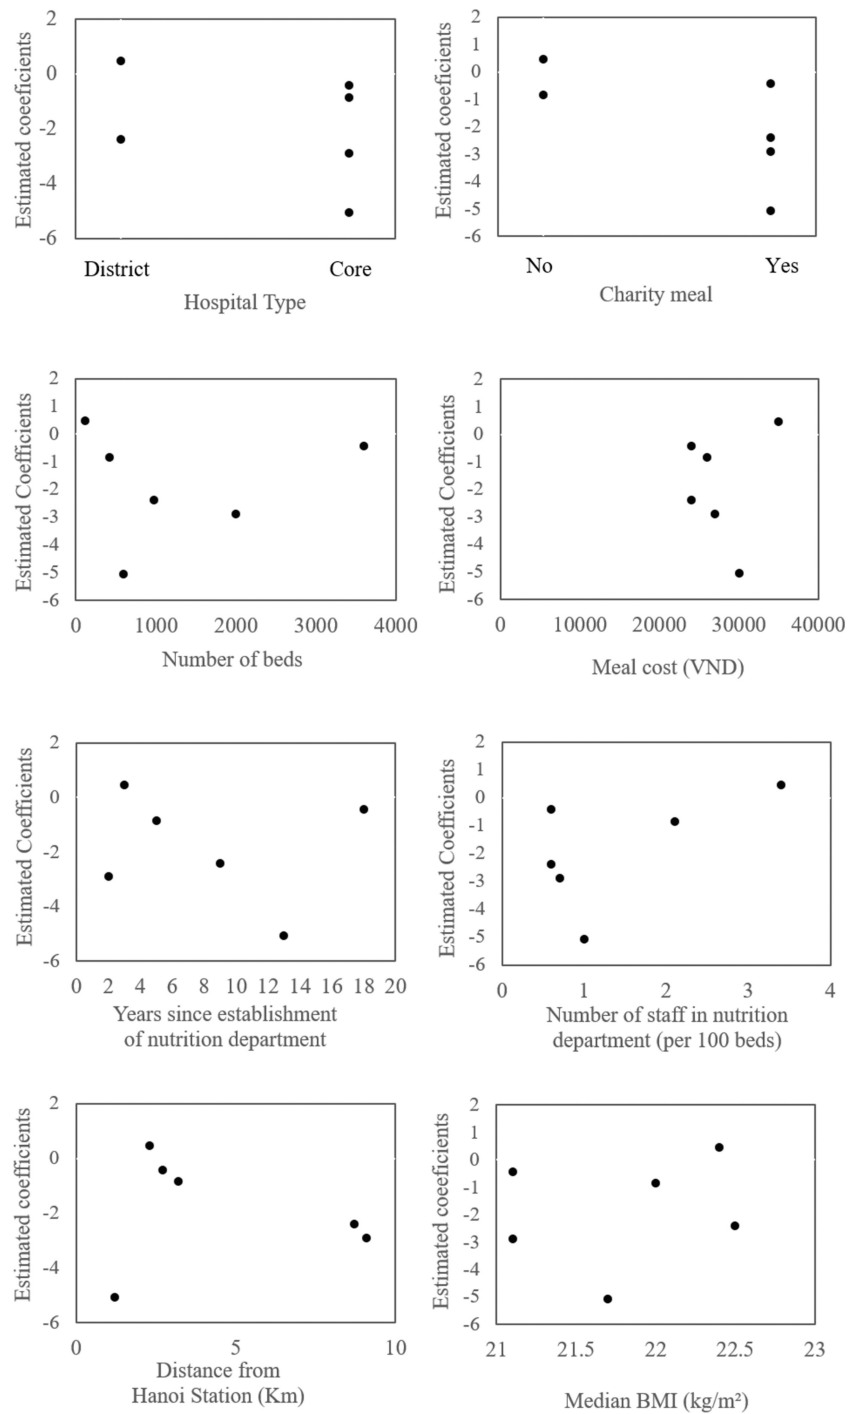 2
0
-2
-4
-6
Estimated coeeficients
District Core
Hospital Type
2
1
0
-1
-2
-3
-4
-5
-6
Estimated coeeficients
No Yes
Charity meal
2
1
0
-1
-2
-3
-4
-5
-6
Estimated Coefficients
0 1000 2000 3000 4000
Number of beds
2
1
0
-1
-2
-3
-4
-5
-6
Estimated Coefficients
0 10000 20000 30000 40000
Meal cost (VND)
2
0
-2
-4
-6
Estimated Coefficients
0 2 4 6 8 10 12 14 16 18 20
Years since establishment
of nutrition department
2
1
0
-1
-2
-3
-4
-5
-6
Estimated Coefficients
0 1 2 3 4
Number of staff in nutrition
department (per 100 beds)
2
0
-2
-4
-6
Estimated coefficients
0 5 10
Distance from
Hanoi Station (Km)
2
1
0
-1
-2
-3
-4
-5
-6
Estimated coeeficients
21 21.5 22 22.5 23
Median BMI (kg/m²)